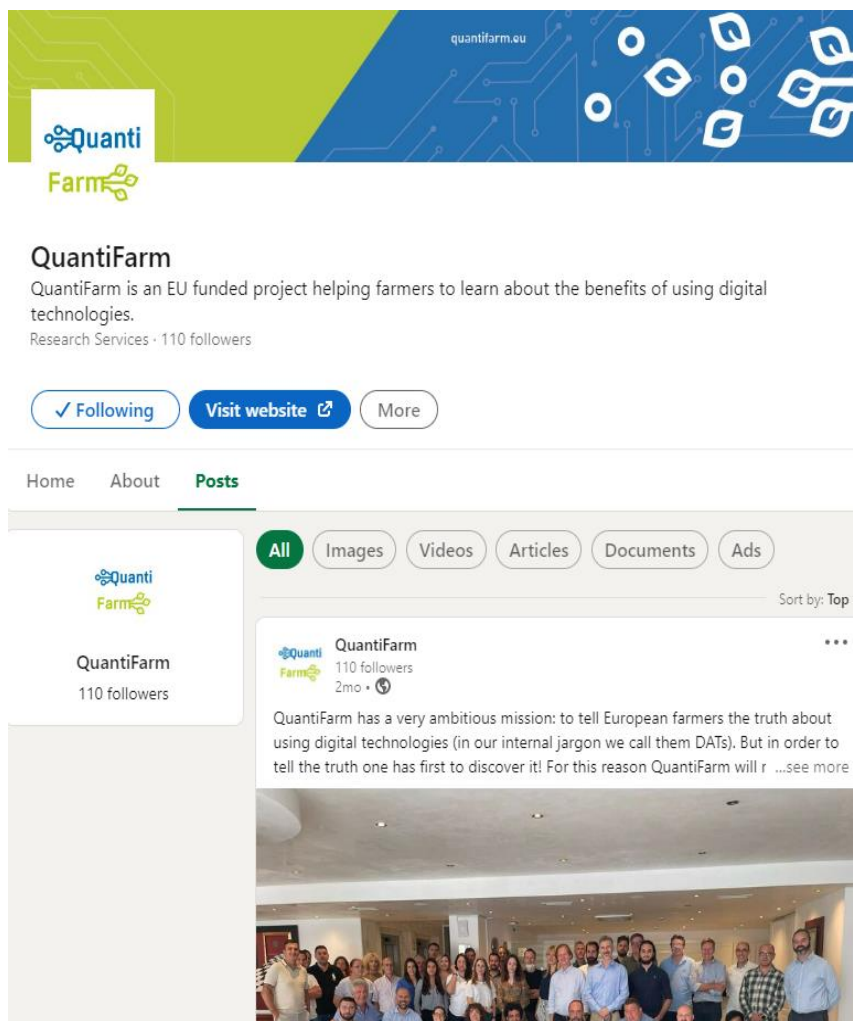 quantifarm.eu
Quanti
Farm
QuantiFarm
QuantiFarm is an EU funded project helping farmers to learn about the benefits of using digital
technologies.
Research Services · 110 followers
✓ Following
Visit website
More
Home About Posts
All Images Videos Articles Documents Ads
Sort by: Top
Quanti
Farm
QuantiFarm
110 followers
Quanti
Farm
QuantiFarm
110 followers
2mo •
QuantiFarm has a very ambitious mission: to tell European farmers the truth about
using digital technologies (in our internal jargon we call them DATs). But in order to
tell the truth one has first to discover it! For this reason QuantiFarm will r ...see more